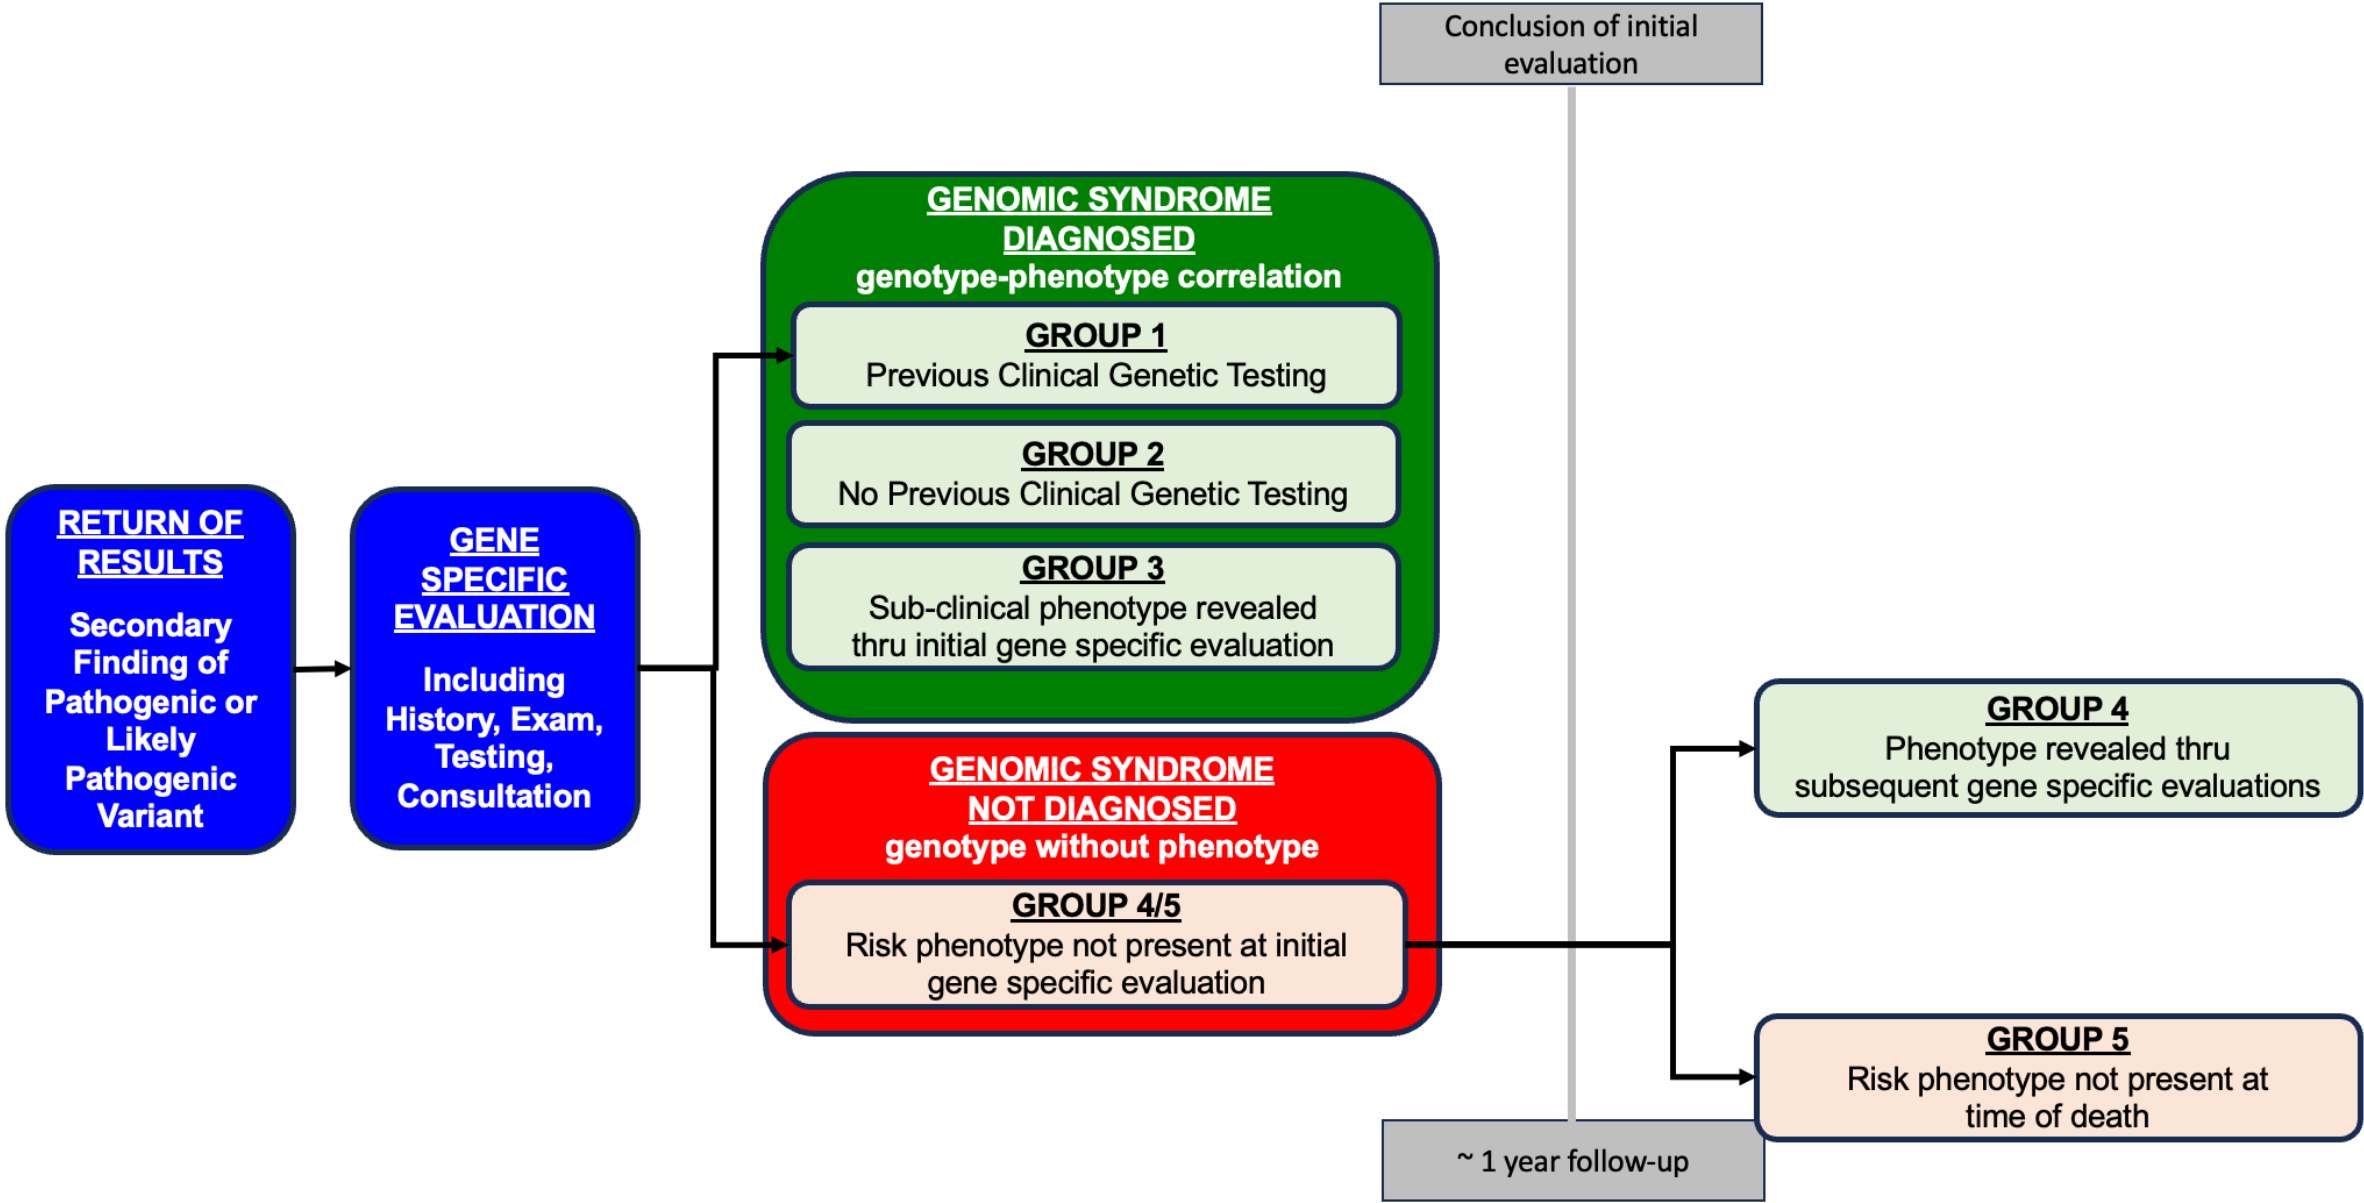 Conclusion of initial
evaluation
RETURN OF
RESULTS
Secondary
Finding of
Pathogenic or
Likely
Pathogenic
Variant
GENE
SPECIFIC
EVALUATION
Including
History, Exam,
Testing,
Consultation
GENOMIC SYNDROME
DIAGNOSED
genotype-phenotype correlation
GROUP 1
Previous Clinical Genetic Testing
GROUP 2
No Previous Clinical Genetic Testing
GROUP 3
Sub-clinical phenotype revealed
thru initial gene specific evaluation
GENOMIC SYNDROME
NOT DIAGNOSED
genotype without phenotype
GROUP 4/5
Risk phenotype not present at initial
gene specific evaluation
GROUP 4
Phenotype revealed thru
subsequent gene specific evaluations
GROUP 5
Risk phenotype not present at
time of death
~ 1 year follow-up